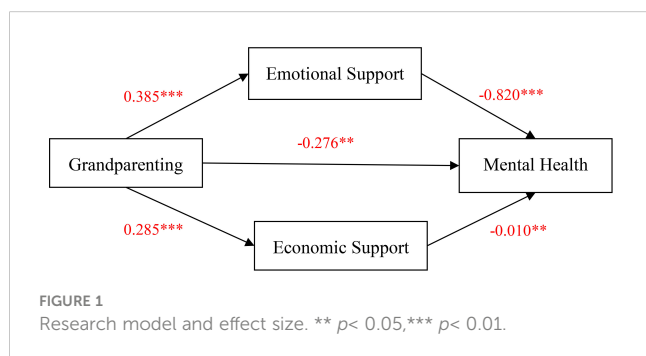 Emotional Support
0.385***
-0.820***
-0.276**
Grandparenting
Mental Health
0.285***
-0.010**
Economic Support
FIGURE 1
Research model and effect size. ** p< 0.05,*** p< 0.01.